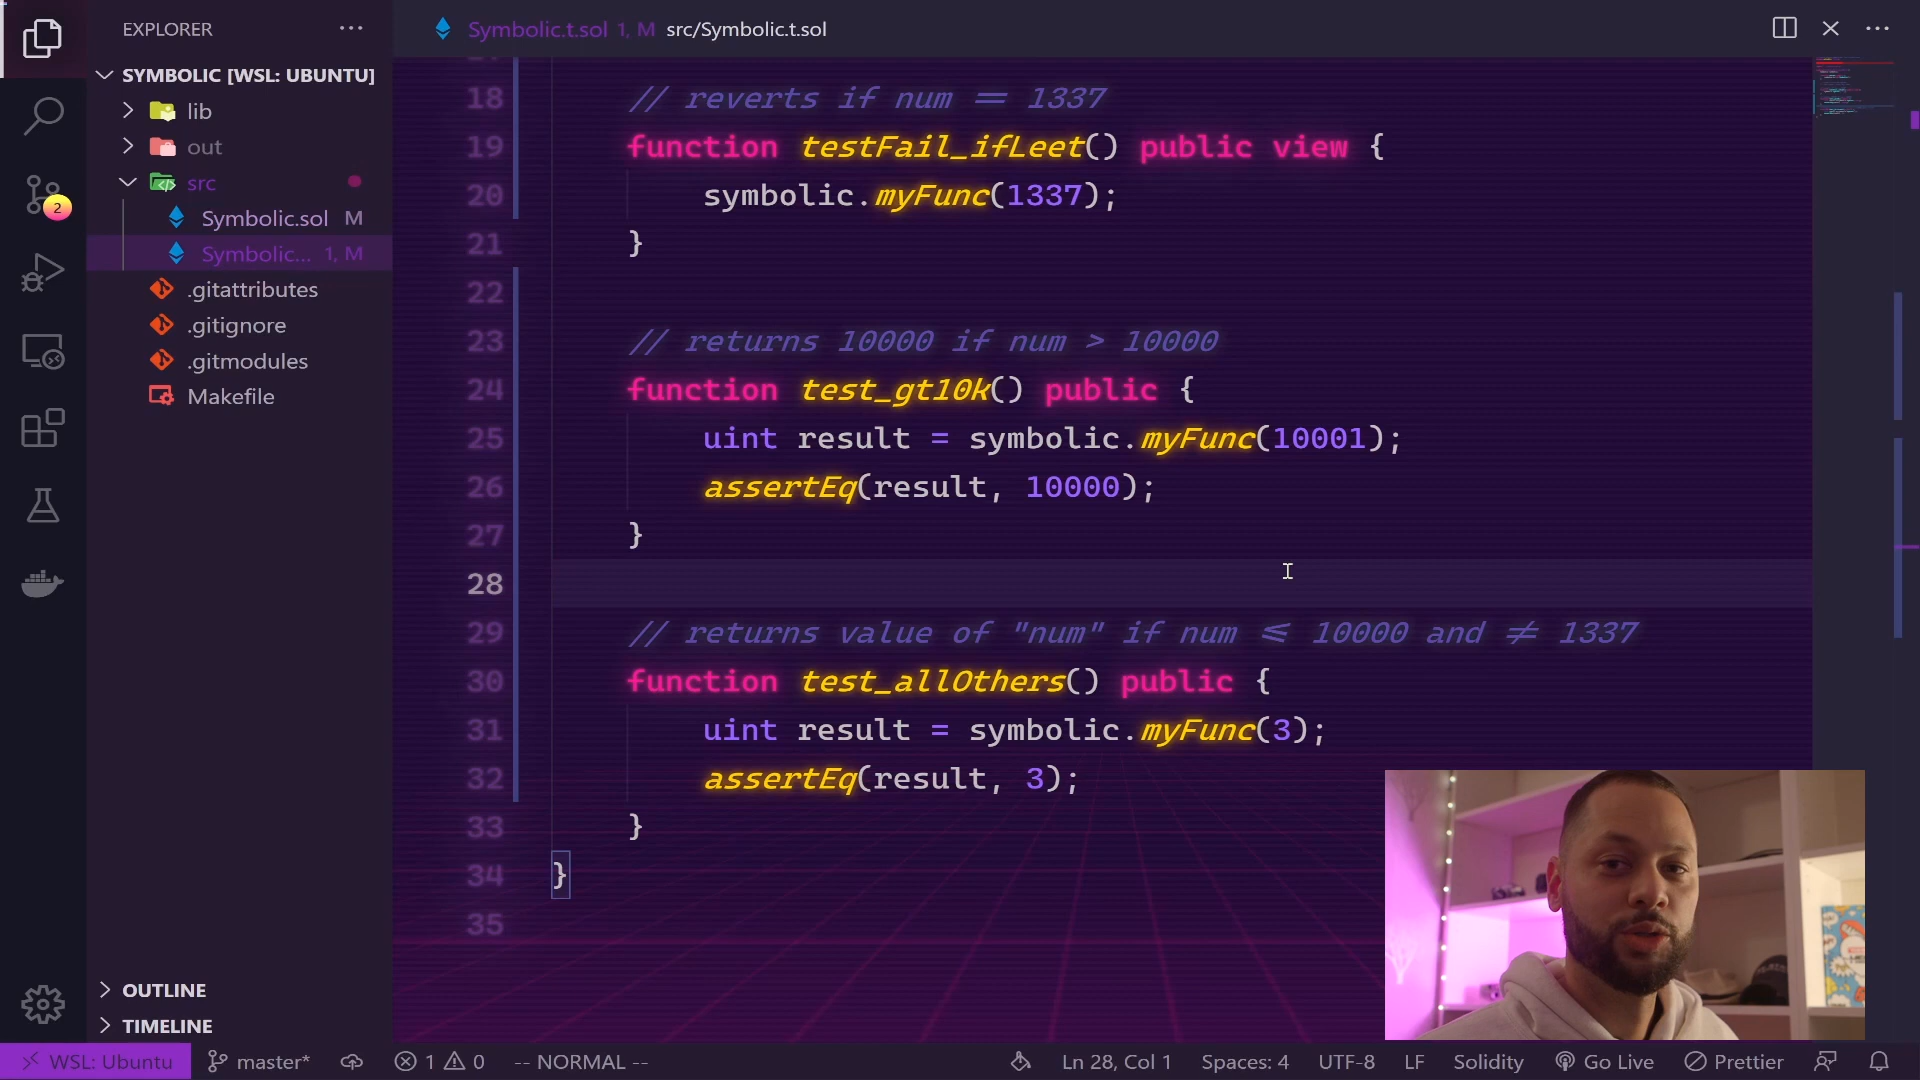 EXPLORER
SYMBOLIC [WSL: UBUNTU]
lib
out
src
Symbolic.sol M
Symbolic... 1, M
.gitattributes
.gitignore
.gitmodules
Makefile
OUTLINE
TIMELINE
2
Symbolic.t.sol 1, M src/Symbolic.t.sol
18 // reverts if num == 1337
19 function testFail_ifLeet() public view {
20 symbolic.myFunc(1337);
21 }
22
23 // returns 10000 if num > 10000
24 function test_gt10k() public {
25 uint result = symbolic.myFunc(10001);
26 assertEq(result, 10000);
27 }
28
29 // returns value of "num" if num <= 10000 and != 1337
30 function test_allOthers() public {
31 uint result = symbolic.myFunc(3);
32 assertEq(result, 3);
33 }
34 }
35
WSL: Ubuntu master* 1 0 -- NORMAL -- Ln 28, Col 1 Spaces: 4 UTF-8 LF Solidity Go Live Prettier